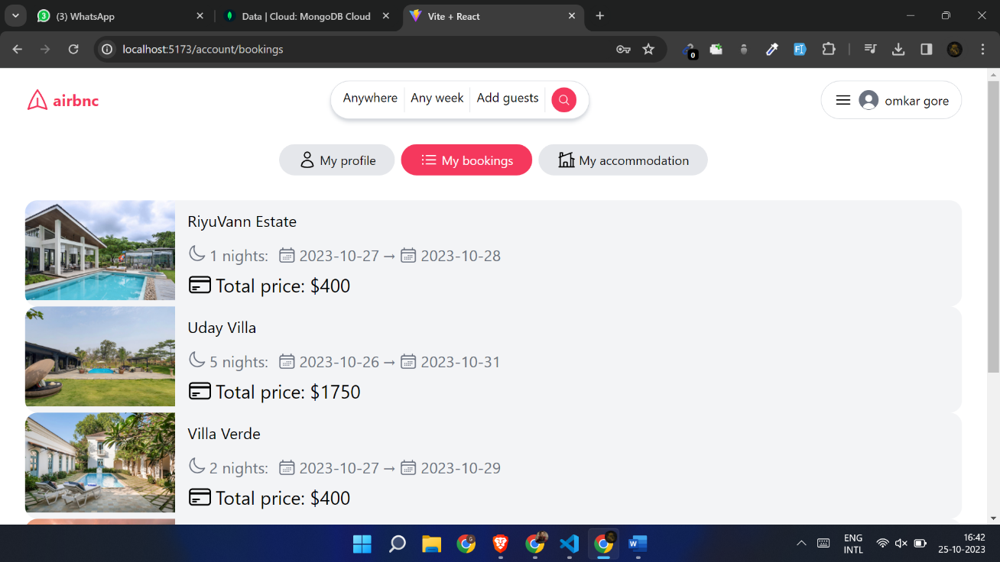 (3) WhatsApp
Data | Cloud: MongoDB Cloud
Vite + React
localhost:5173/account/bookings
0
airbnc
Anywhere Any week Add guests
omkar gore
My profile
My bookings
My accommodation
RiyuVann Estate
1 nights: 2023-10-27 → 2023-10-28
Total price: $400
Uday Villa
5 nights: 2023-10-26 → 2023-10-31
Total price: $1750
Villa Verde
2 nights: 2023-10-27 → 2023-10-29
Total price: $400
ENG
INTL
16:42
25-10-2023